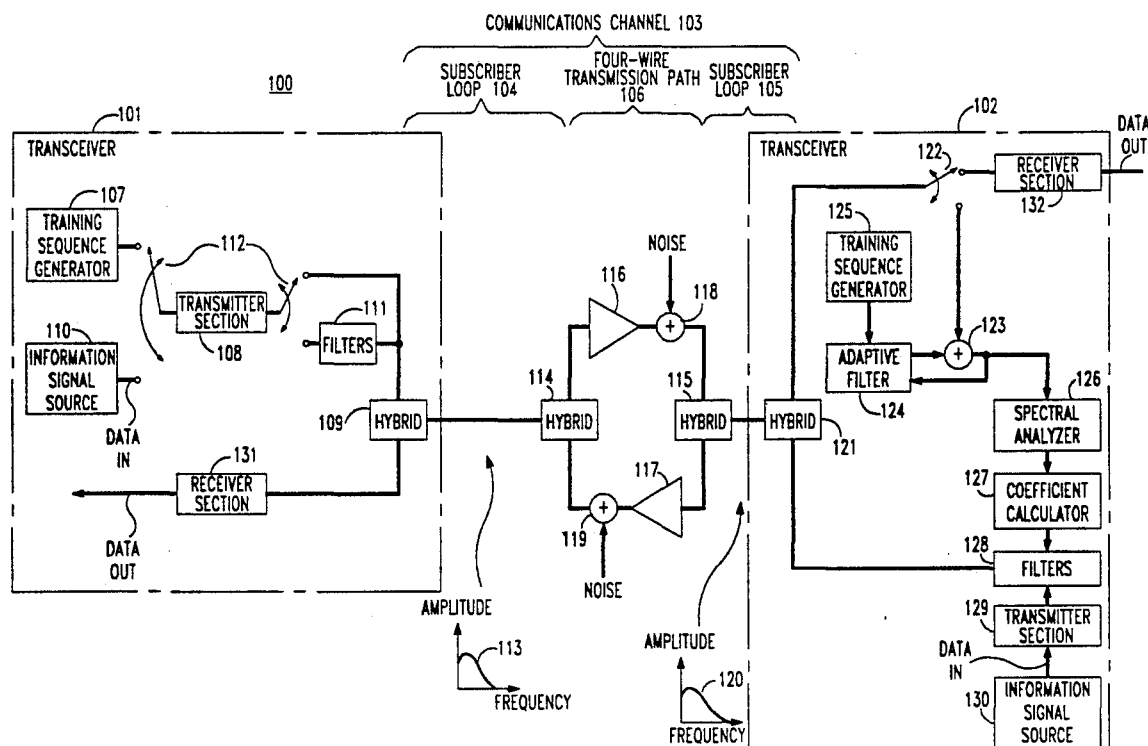 COMMUNICATIONS CHANNEL 103
100
SUBSCRIBER
LOOP 104
FOUR-WIRE
TRANSMISSION PATH
106
SUBSCRIBER
LOOP 105
101
TRANSCEIVER
107
TRAINING
SEQUENCE
GENERATOR
112
TRANSMITTER
SECTION
108
111
FILTERS
110
INFORMATION
SIGNAL
SOURCE
DATA
IN
109
HYBRID
131
RECEIVER
SECTION
DATA
OUT
AMPLITUDE
113
FREQUENCY
114
HYBRID
116
NOISE
118
115
HYBRID
117
119
NOISE
AMPLITUDE
120
FREQUENCY
102
TRANSCEIVER
122
RECEIVER
SECTION
132
DATA
OUT
125
TRAINING
SEQUENCE
GENERATOR
123
ADAPTIVE
FILTER
124
HYBRID
121
126
SPECTRAL
ANALYZER
127
COEFFICIENT
CALCULATOR
128
FILTERS
129
TRANSMITTER
SECTION
DATA
IN
130
INFORMATION
SIGNAL
SOURCE